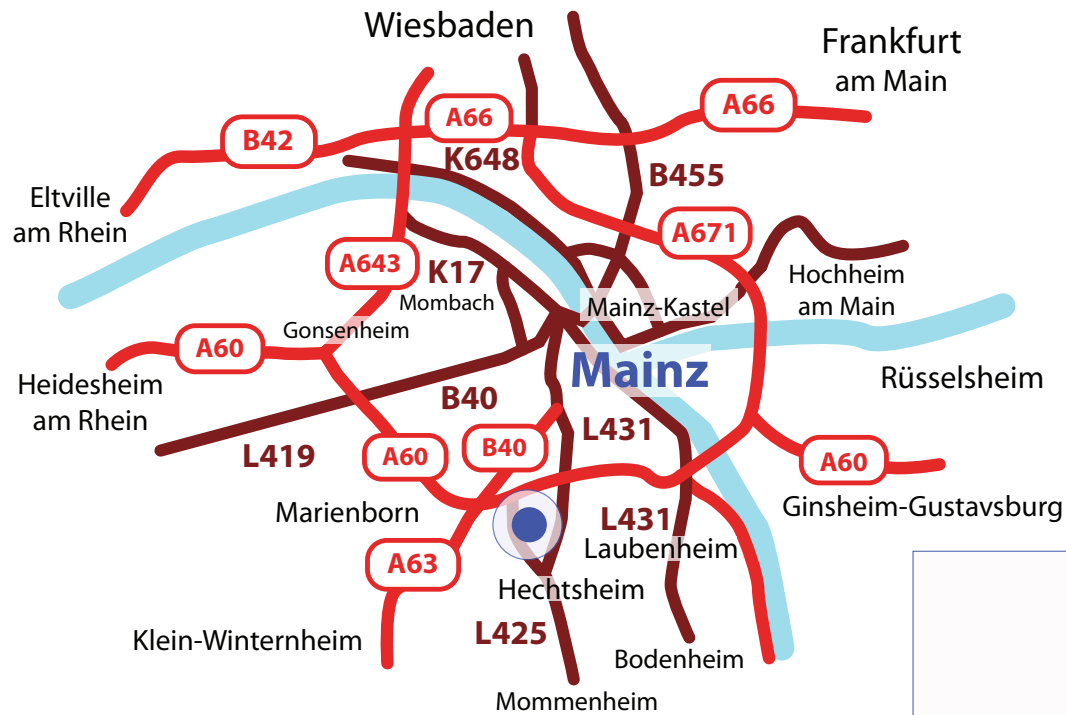 Wiesbaden
Frankfurt
am Main
A66
A66
B42
K648
B455
Eltville
am Rhein
A671
A643
K17
Hochheim
am Main
Mombach
Mainz-Kastel
Gonsenheim
A60
Mainz
Rüsselsheim
Heidesheim
am Rhein
B40
L431
L419
A60
B40
A60
Marienborn
L431
Ginsheim-Gustavsburg
Laubenheim
A63
Hechtsheim
Klein-Winternheim
L425
Bodenheim
Mommenheim